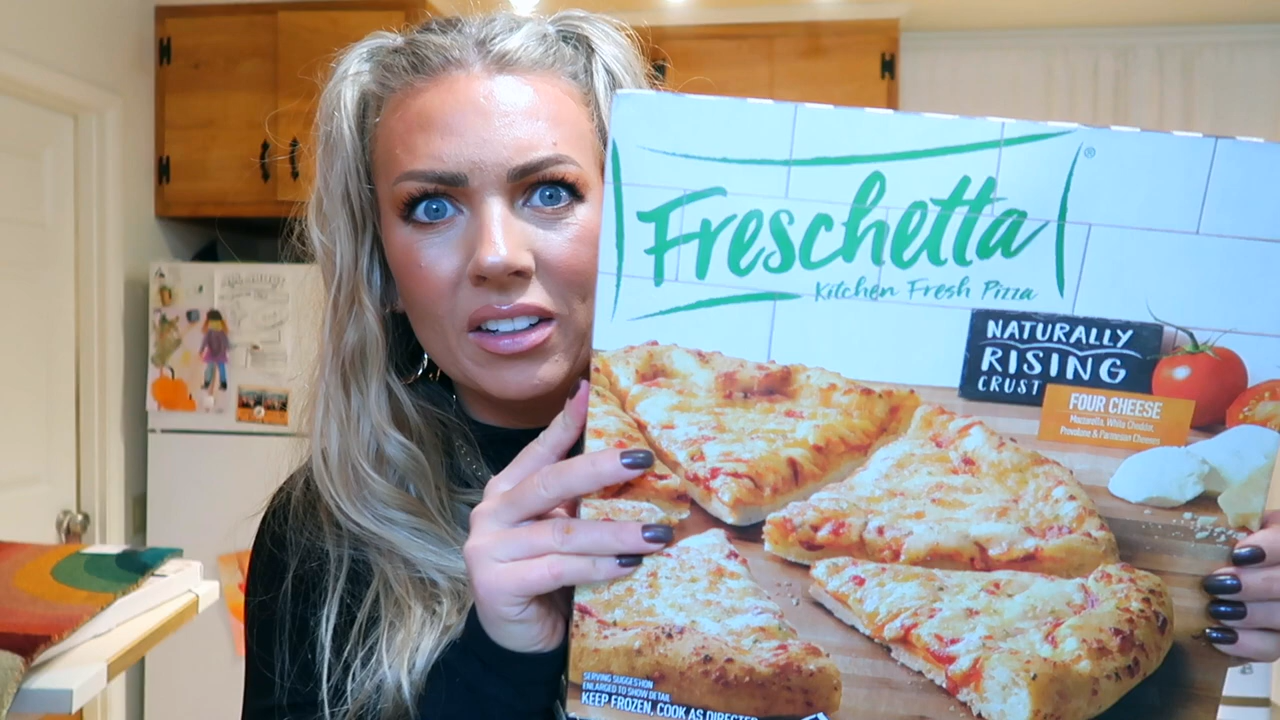 Freschetta
®
Kitchen Fresh Pizza
NATURALLY
RISING
CRUST
FOUR CHEESE
Mozzarella, White Cheddar,
Provolone & Parmesan Cheeses
SERVING SUGGESTION
ENLARGED TO SHOW DETAIL
KEEP FROZEN, COOK AS DIRECTED